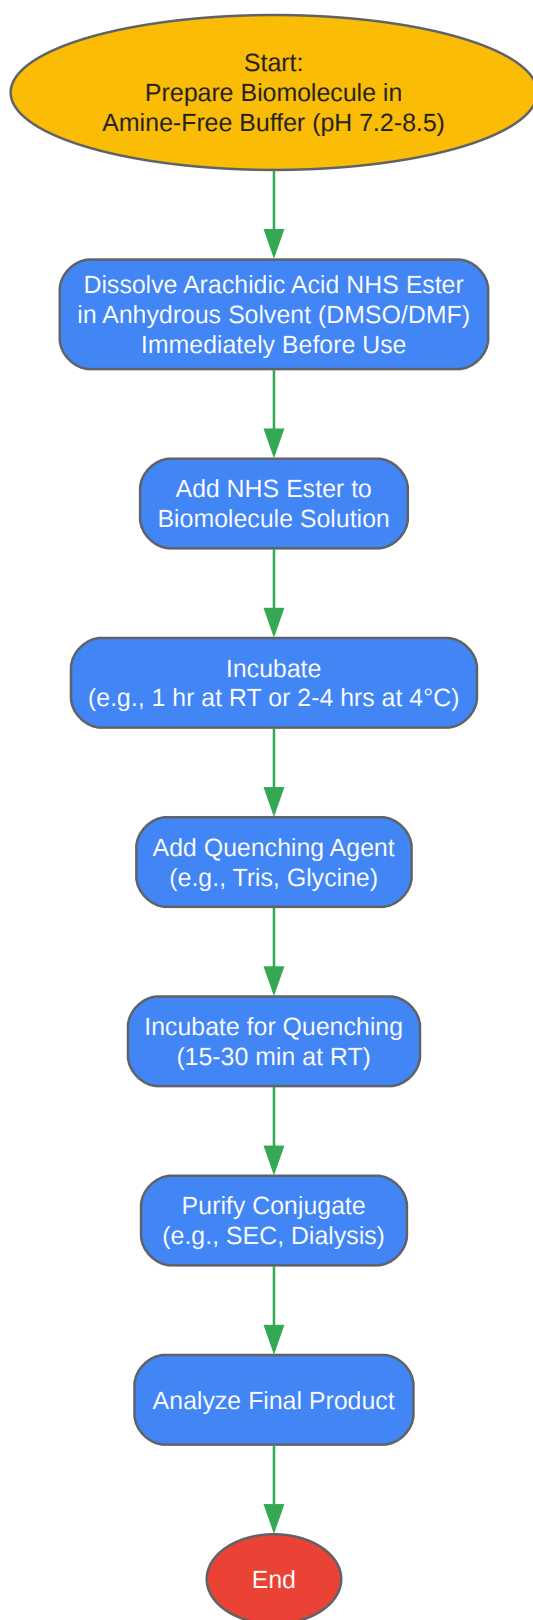 Start:
Prepare Biomolecule in
Amine-Free Buffer (pH 7.2-8.5)
Dissolve Arachidic Acid NHS Ester
in Anhydrous Solvent (DMSO/DMF)
Immediately Before Use
Add NHS Ester to
Biomolecule Solution
Incubate
(e.g., 1 hr at RT or 2-4 hrs at 4°C)
Add Quenching Agent
(e.g., Tris, Glycine)
Incubate for Quenching
(15-30 min at RT)
Purify Conjugate
(e.g., SEC, Dialysis)
Analyze Final Product
End